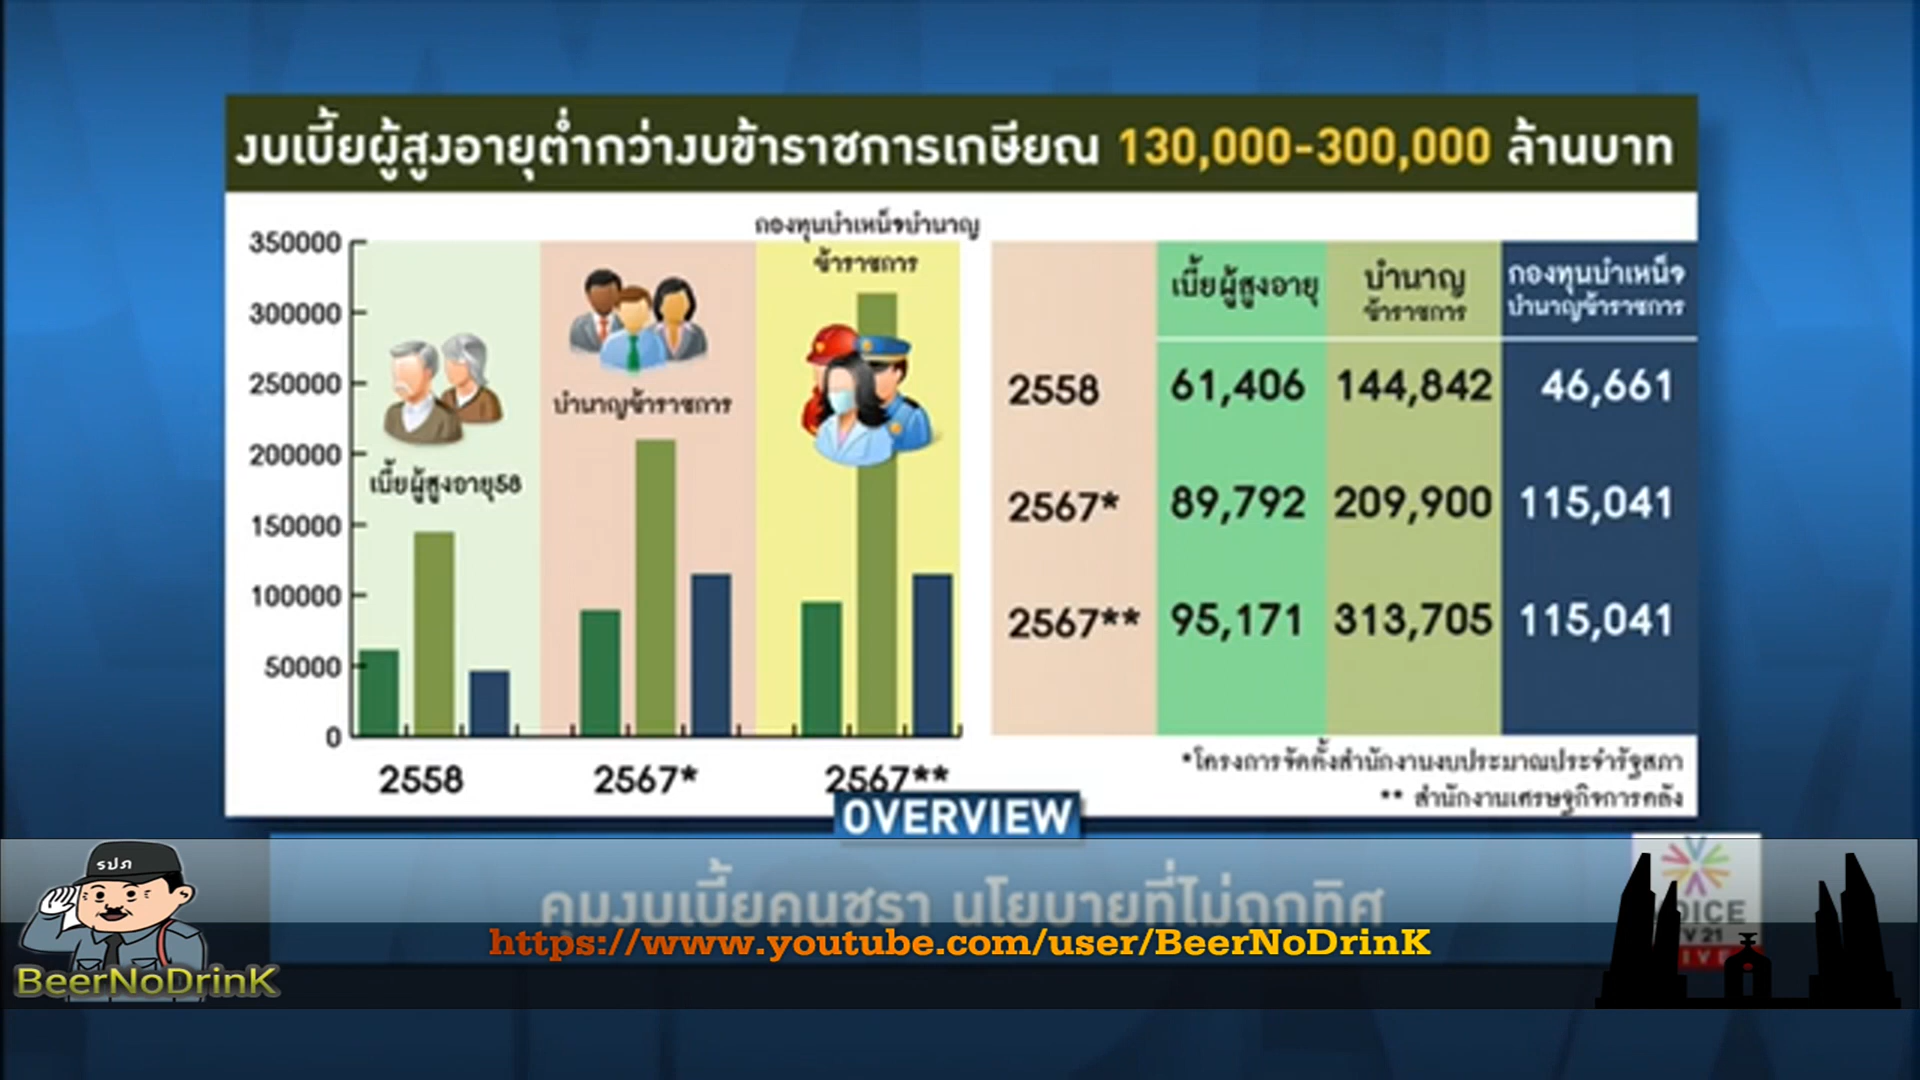 งบเบี้ยผู้สูงอายุต่ำกว่างบข้าราชการเกษียณ 130,000-300,000 ล้านบาท
350000
300000
250000
200000
150000
100000
50000
0
เบี้ยผู้สูงอายุ58
บำนาญข้าราชการ
กองทุนบำเหน็จบำนาญ
ข้าราชการ
2558
2567*
2567**
เบี้ยผู้สูงอายุ บำนาญ ข้าราชการ กองทุนบำเหน็จ บำนาญข้าราชการ
2558 61,406 144,842 46,661
2567* 89,792 209,900 115,041
2567** 95,171 313,705 115,041
*โครงการจัดตั้งสำนักงานงบประมาณประจำรัฐสภา
** สำนักงานเศรษฐกิจการคลัง
OVERVIEW
คุมงบเบี้ยคนชรา นโยบายที่ไม่ถูกทิศ
https://www.youtube.com/user/BeerNoDrinK
รปภ
BeerNoDrinK